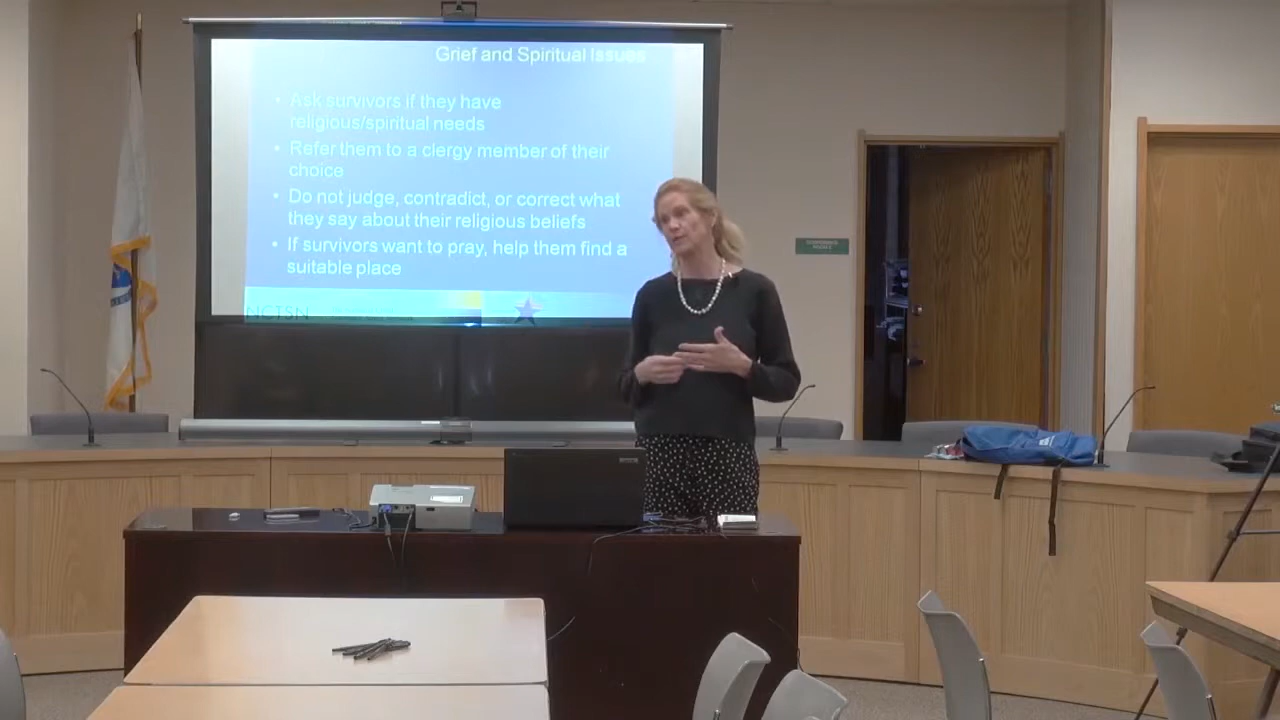 Grief and Spiritual Issues
• Ask survivors if they have
religious/spiritual needs
• Refer them to a clergy member of their
choice
• Do not judge, contradict, or correct what
they say about their religious beliefs
• If survivors want to pray, help them find a
suitable place
NCTSN